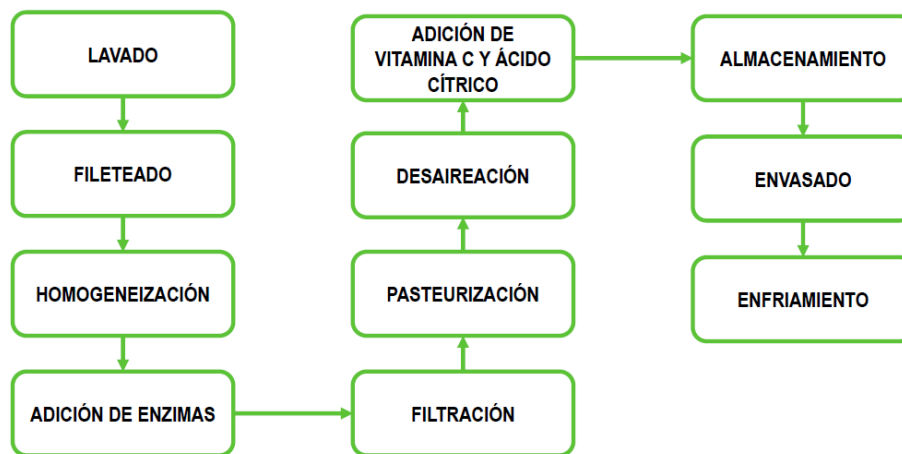 LAVADO
FILETEADO
HOMOGENEIZACIÓN
ADICIÓN DE ENZIMAS
FILTRACIÓN
PASTEURIZACIÓN
DESAIREACIÓN
ADICIÓN DE
VITAMINA C Y ÁCIDO
CÍTRICO
ALMACENAMIENTO
ENVASADO
ENFRIAMIENTO